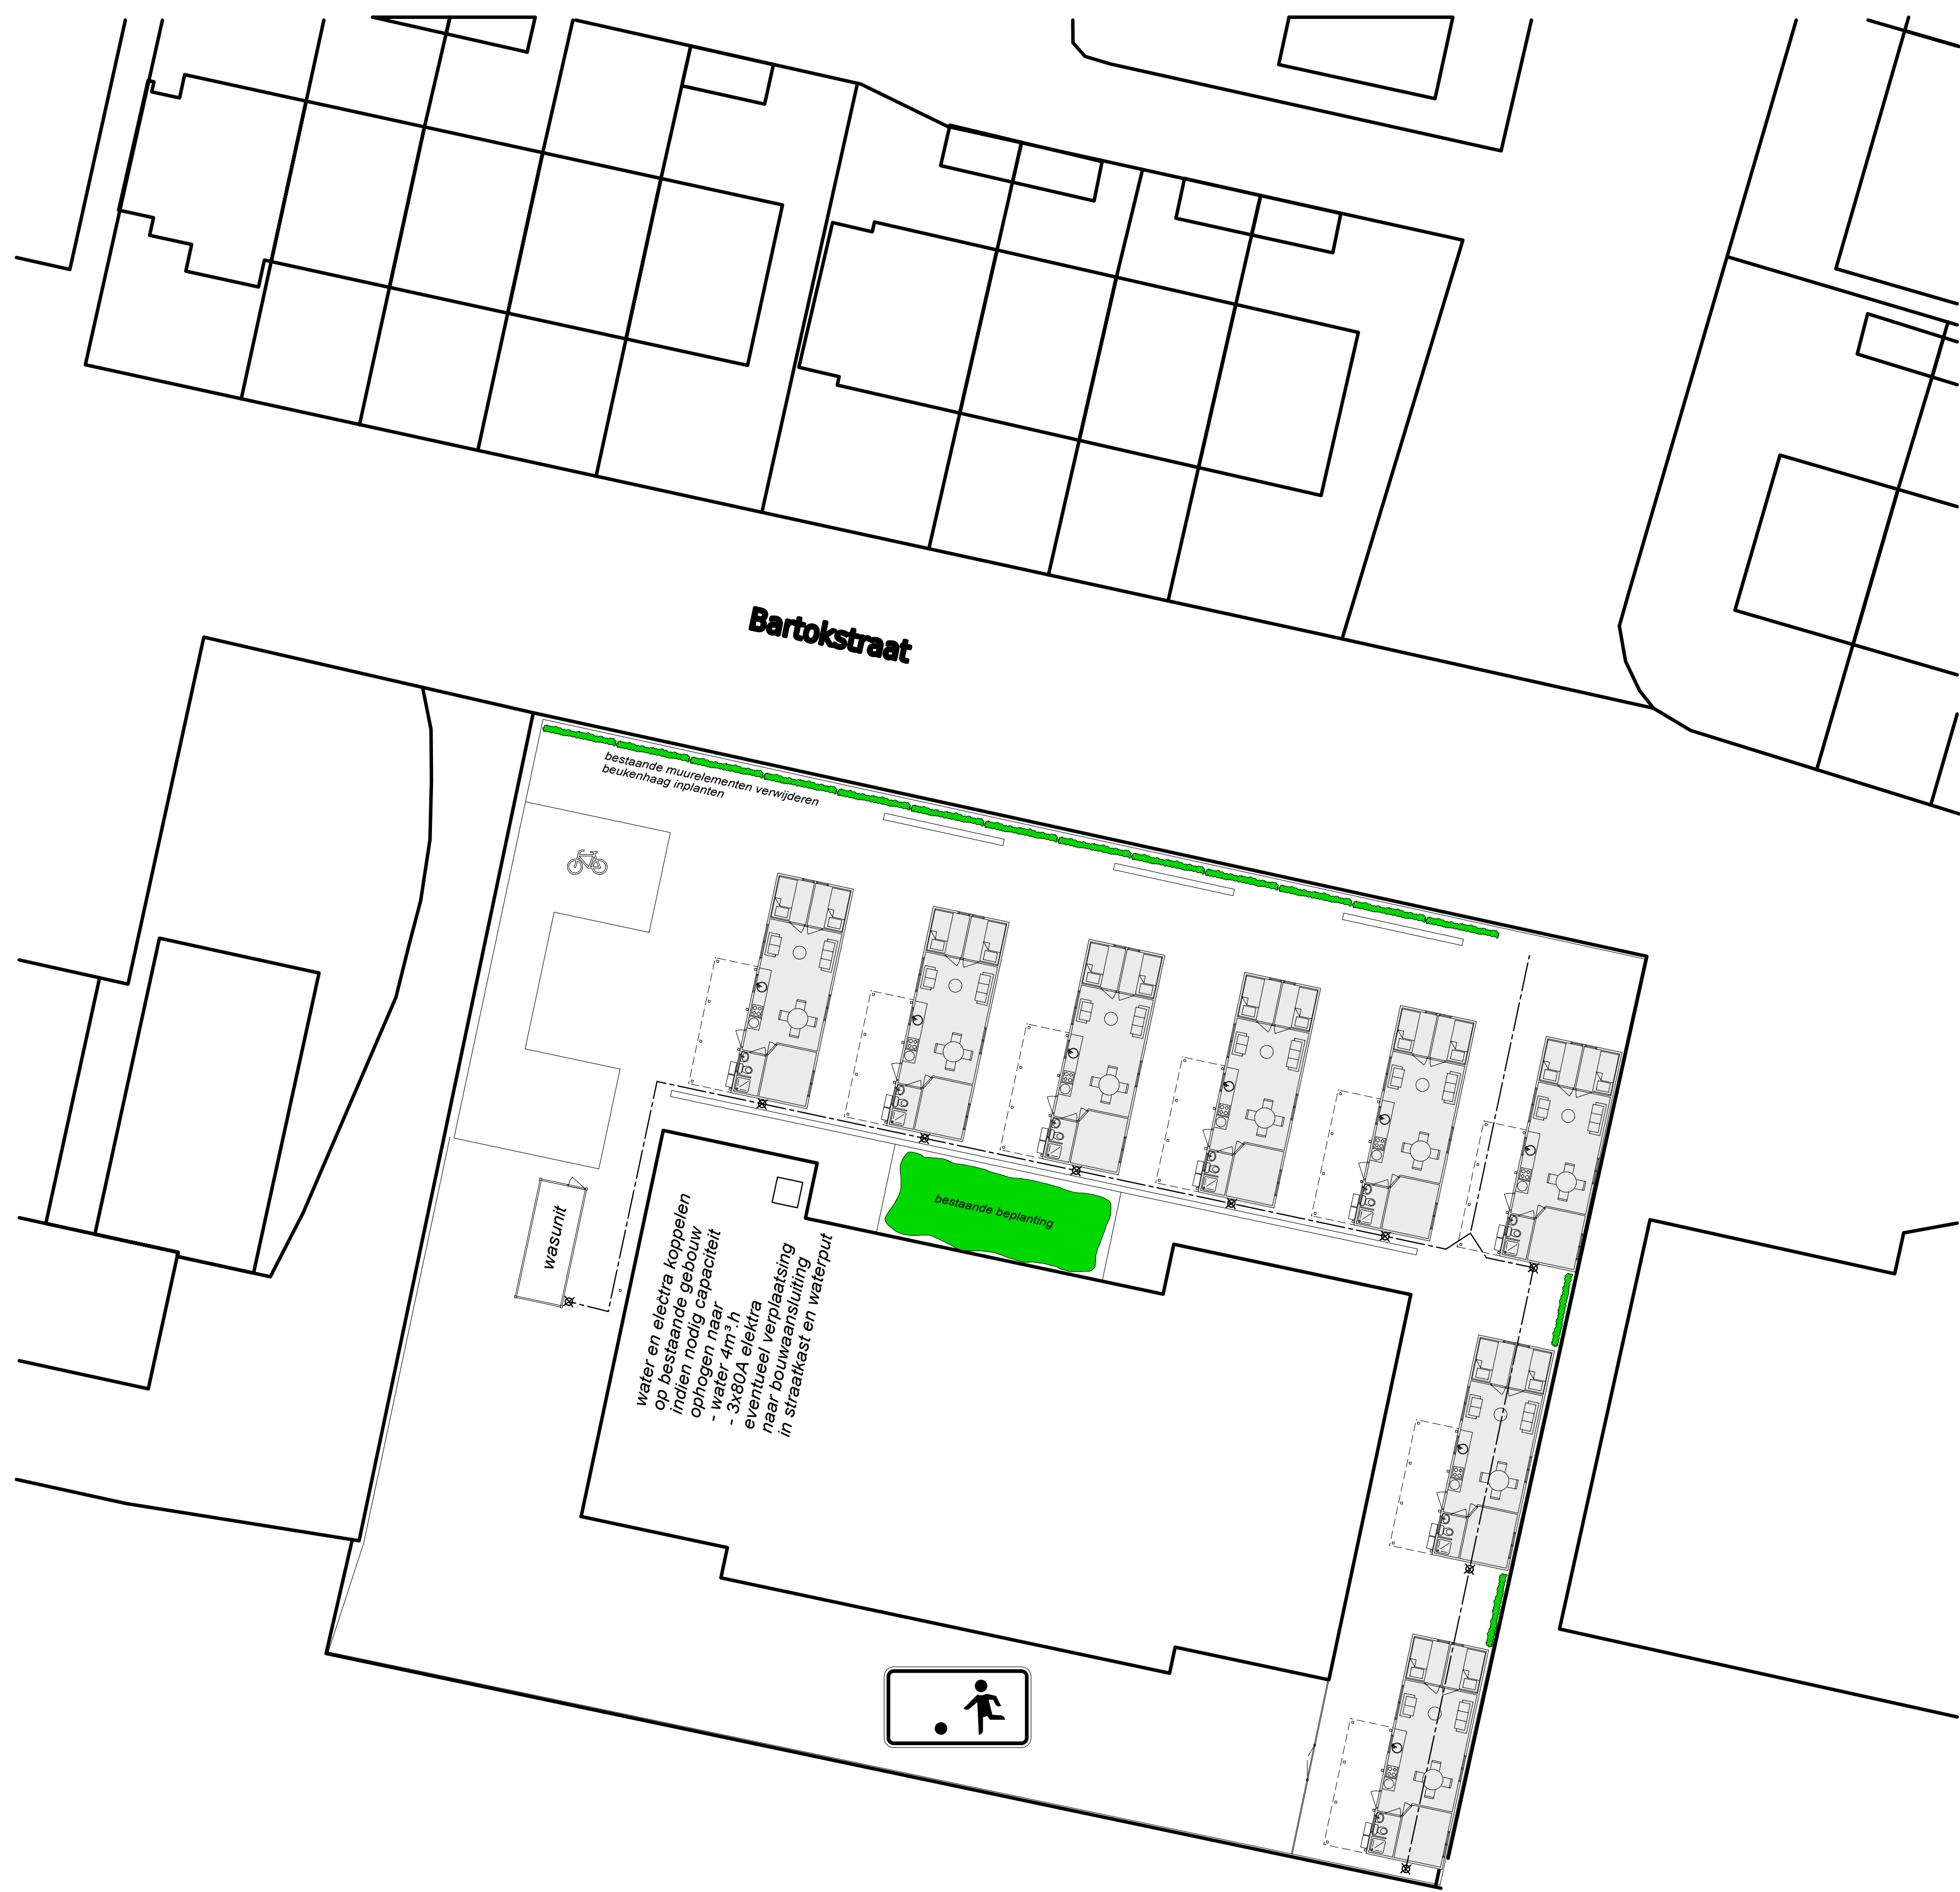 Bartokstraat
bestaande muurelementen verwijderen
beukenhaag inplanten
bestaande beplanting
wasunit
water en electra koppelen
op bestaande gebouw
indien nodig capaciteit
ophogen naar
- water 4m³.h
- 3x80A elektra
eventueel verplaatsing
naar bouwaansluiting
in straatkast en waterput